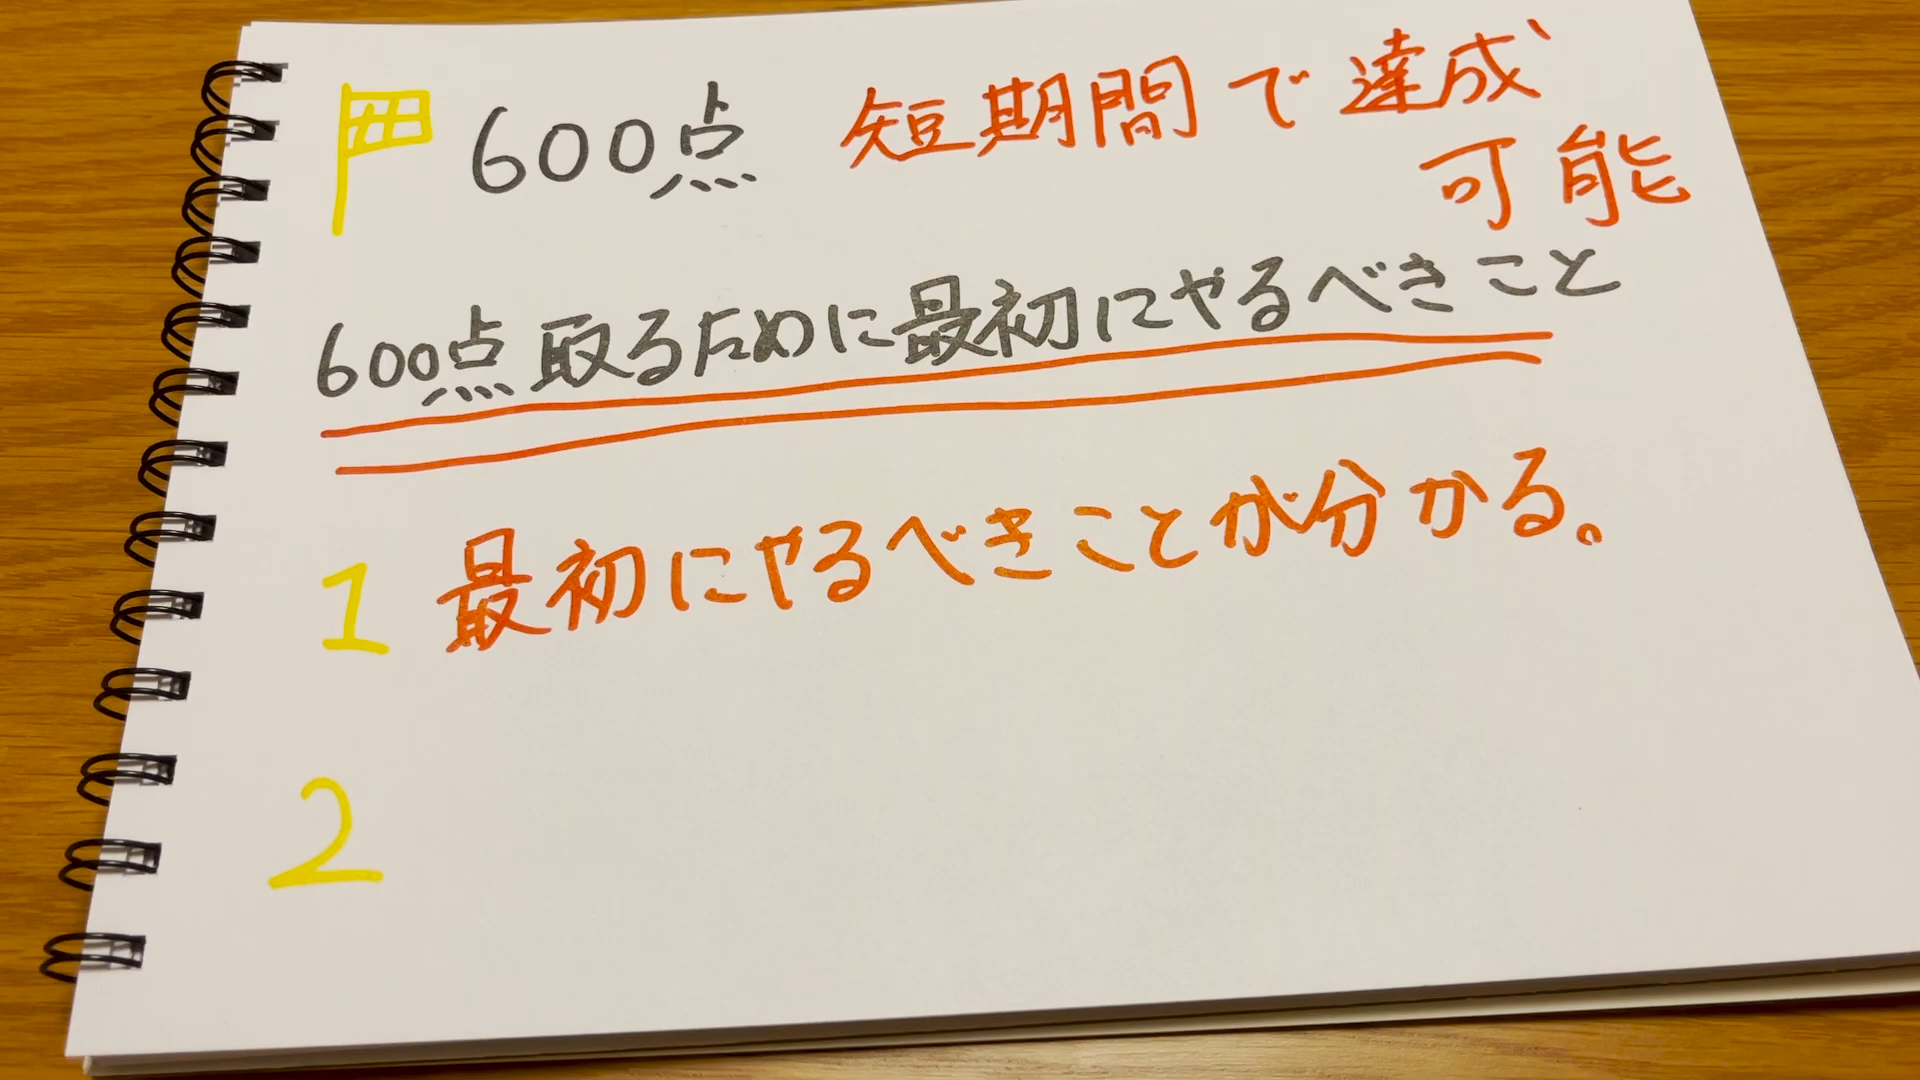 600点 短期間で達成
可能
600点取るために最初にやるべきこと
1 最初にやるべきことが分かる。
2